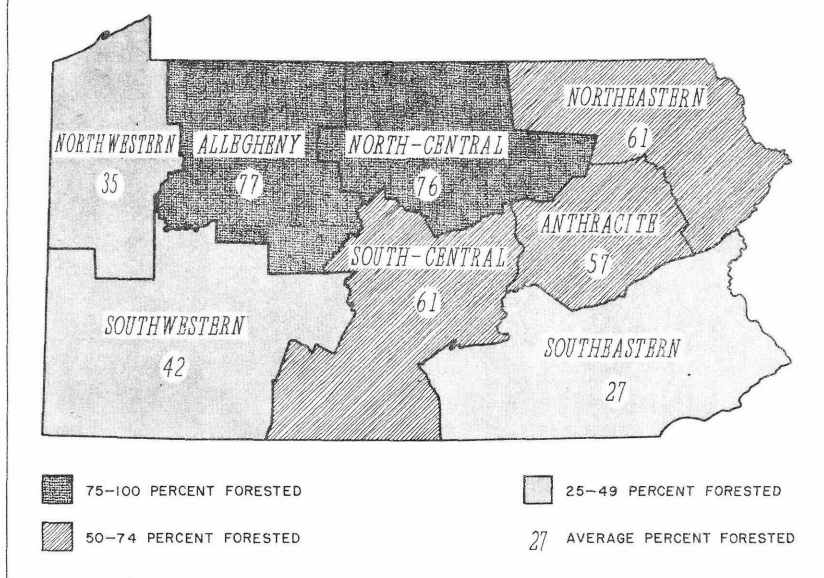 NORTHEASTERN
61
NORTHWESTERN
35
ALLEGHENY
77
NORTH-CENTRAL
76
ANTHRACITE
57
SOUTH-CENTRAL
61
SOUTHWESTERN
42
SOUTHEASTERN
27
75-100 PERCENT FORESTED
25-49 PERCENT FORESTED
50-74 PERCENT FORESTED
27 AVERAGE PERCENT FORESTED